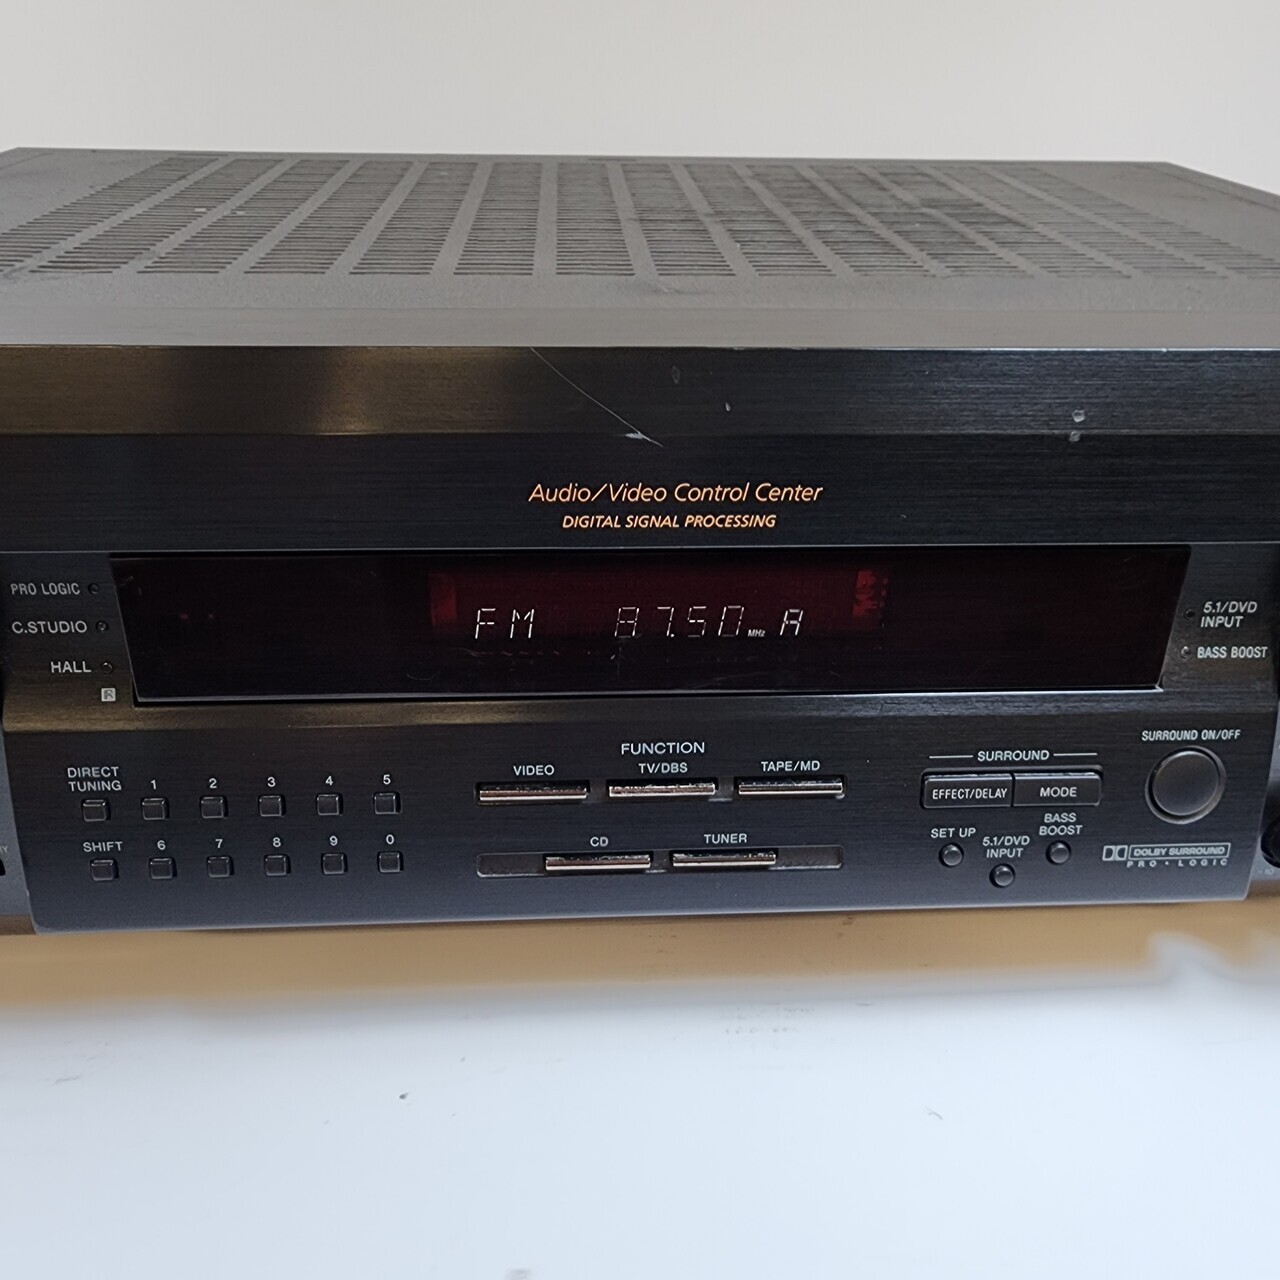 Audio/Video Control Center
DIGITAL SIGNAL PROCESSING
PRO LOGIC
C.STUDIO
HALL
R
FM 87.50 MHz A
5.1/DVD
INPUT
BASS BOOST
DIRECT
TUNING
1 2 3 4 5
SHIFT
6 7 8 9 0
FUNCTION
VIDEO TV/DBS TAPE/MD
CD TUNER
SURROUND
EFFECT/DELAY MODE
SET UP
5.1/DVD
INPUT
BASS
BOOST
SURROUND ON/OFF
DOLBY SURROUND
PRO • LOGIC